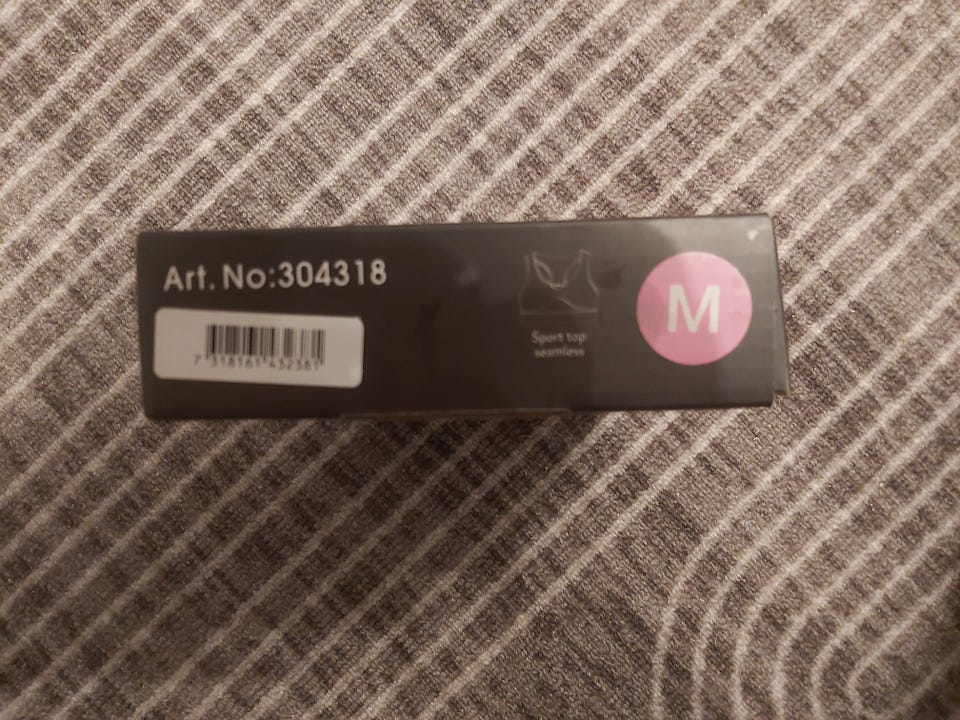 Art. No:304318
7 318161 432381
Sport top
seamless
M